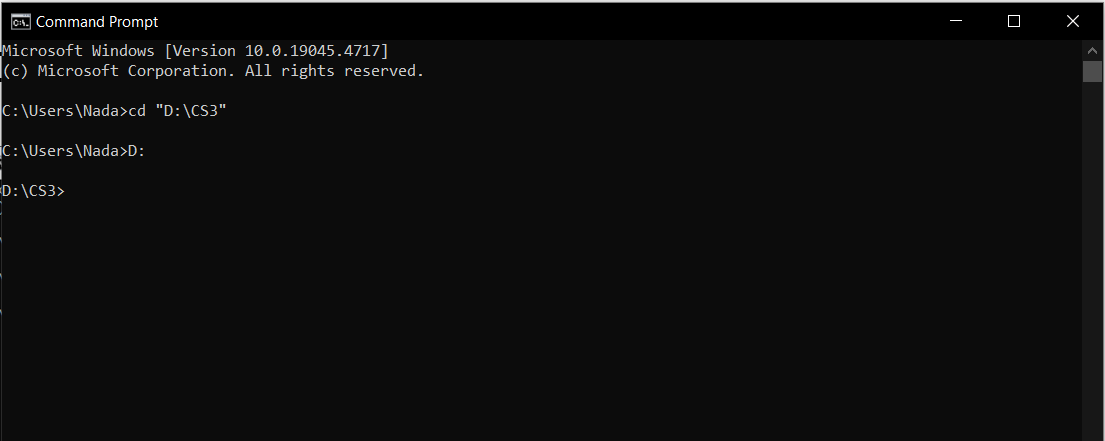 Command Prompt
Microsoft Windows [Version 10.0.19045.4717]
(c) Microsoft Corporation. All rights reserved.
C:\Users\Nada>cd "D:\CS3"
C:\Users\Nada>D:
D:\CS3>